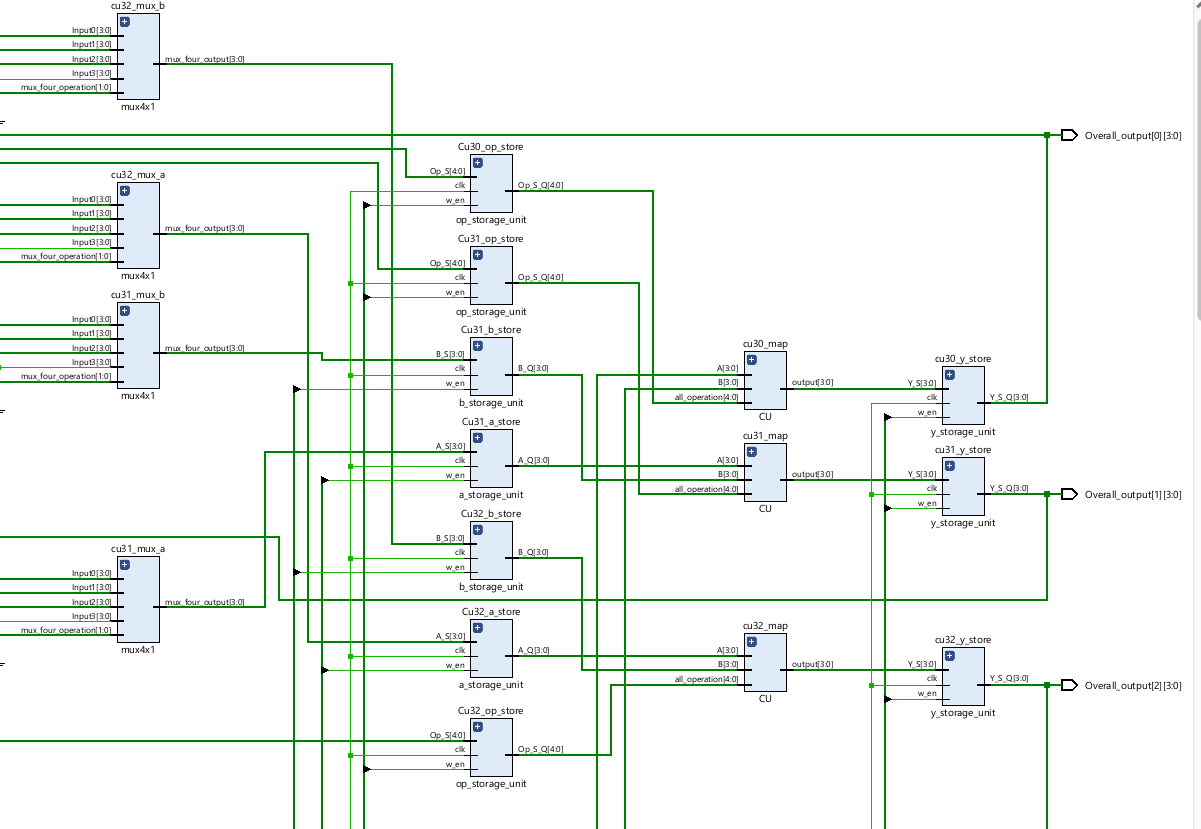 cu32_mux_b
Input0[3:0]
Input1[3:0]
Input2[3:0]
Input3[3:0]
mux_four_operation[1:0]
mux_four_output[3:0]
mux4x1
Overall_output[0][3:0]
cu32_mux_a
Input0[3:0]
Input1[3:0]
Input2[3:0]
Input3[3:0]
mux_four_operation[1:0]
mux_four_output[3:0]
mux4x1
Cu30_op_store
Op_S[4:0]
clk
w_en
Op_S_Q[4:0]
op_storage_unit
Cu31_op_store
Op_S[4:0]
clk
w_en
Op_S_Q[4:0]
op_storage_unit
cu31_mux_b
Input0[3:0]
Input1[3:0]
Input2[3:0]
Input3[3:0]
mux_four_operation[1:0]
mux_four_output[3:0]
mux4x1
Cu31_b_store
B_S[3:0]
clk
w_en
B_Q[3:0]
b_storage_unit
cu30_map
A[3:0]
B[3:0]
all_operation[4:0]
output[3:0]
CU
cu30_y_store
Y_S[3:0]
clk
w_en
Y_S_Q[3:0]
y_storage_unit
Cu31_a_store
A_S[3:0]
clk
w_en
A_Q[3:0]
a_storage_unit
cu31_map
A[3:0]
B[3:0]
all_operation[4:0]
output[3:0]
CU
cu31_y_store
Y_S[3:0]
clk
w_en
Y_S_Q[3:0]
y_storage_unit
Overall_output[1][3:0]
Cu32_b_store
B_S[3:0]
clk
w_en
B_Q[3:0]
b_storage_unit
cu31_mux_a
Input0[3:0]
Input1[3:0]
Input2[3:0]
Input3[3:0]
mux_four_operation[1:0]
mux_four_output[3:0]
mux4x1
Cu32_a_store
A_S[3:0]
clk
w_en
A_Q[3:0]
a_storage_unit
cu32_map
A[3:0]
B[3:0]
all_operation[4:0]
output[3:0]
CU
cu32_y_store
Y_S[3:0]
clk
w_en
Y_S_Q[3:0]
y_storage_unit
Overall_output[2][3:0]
Cu32_op_store
Op_S[4:0]
clk
w_en
Op_S_Q[4:0]
op_storage_unit